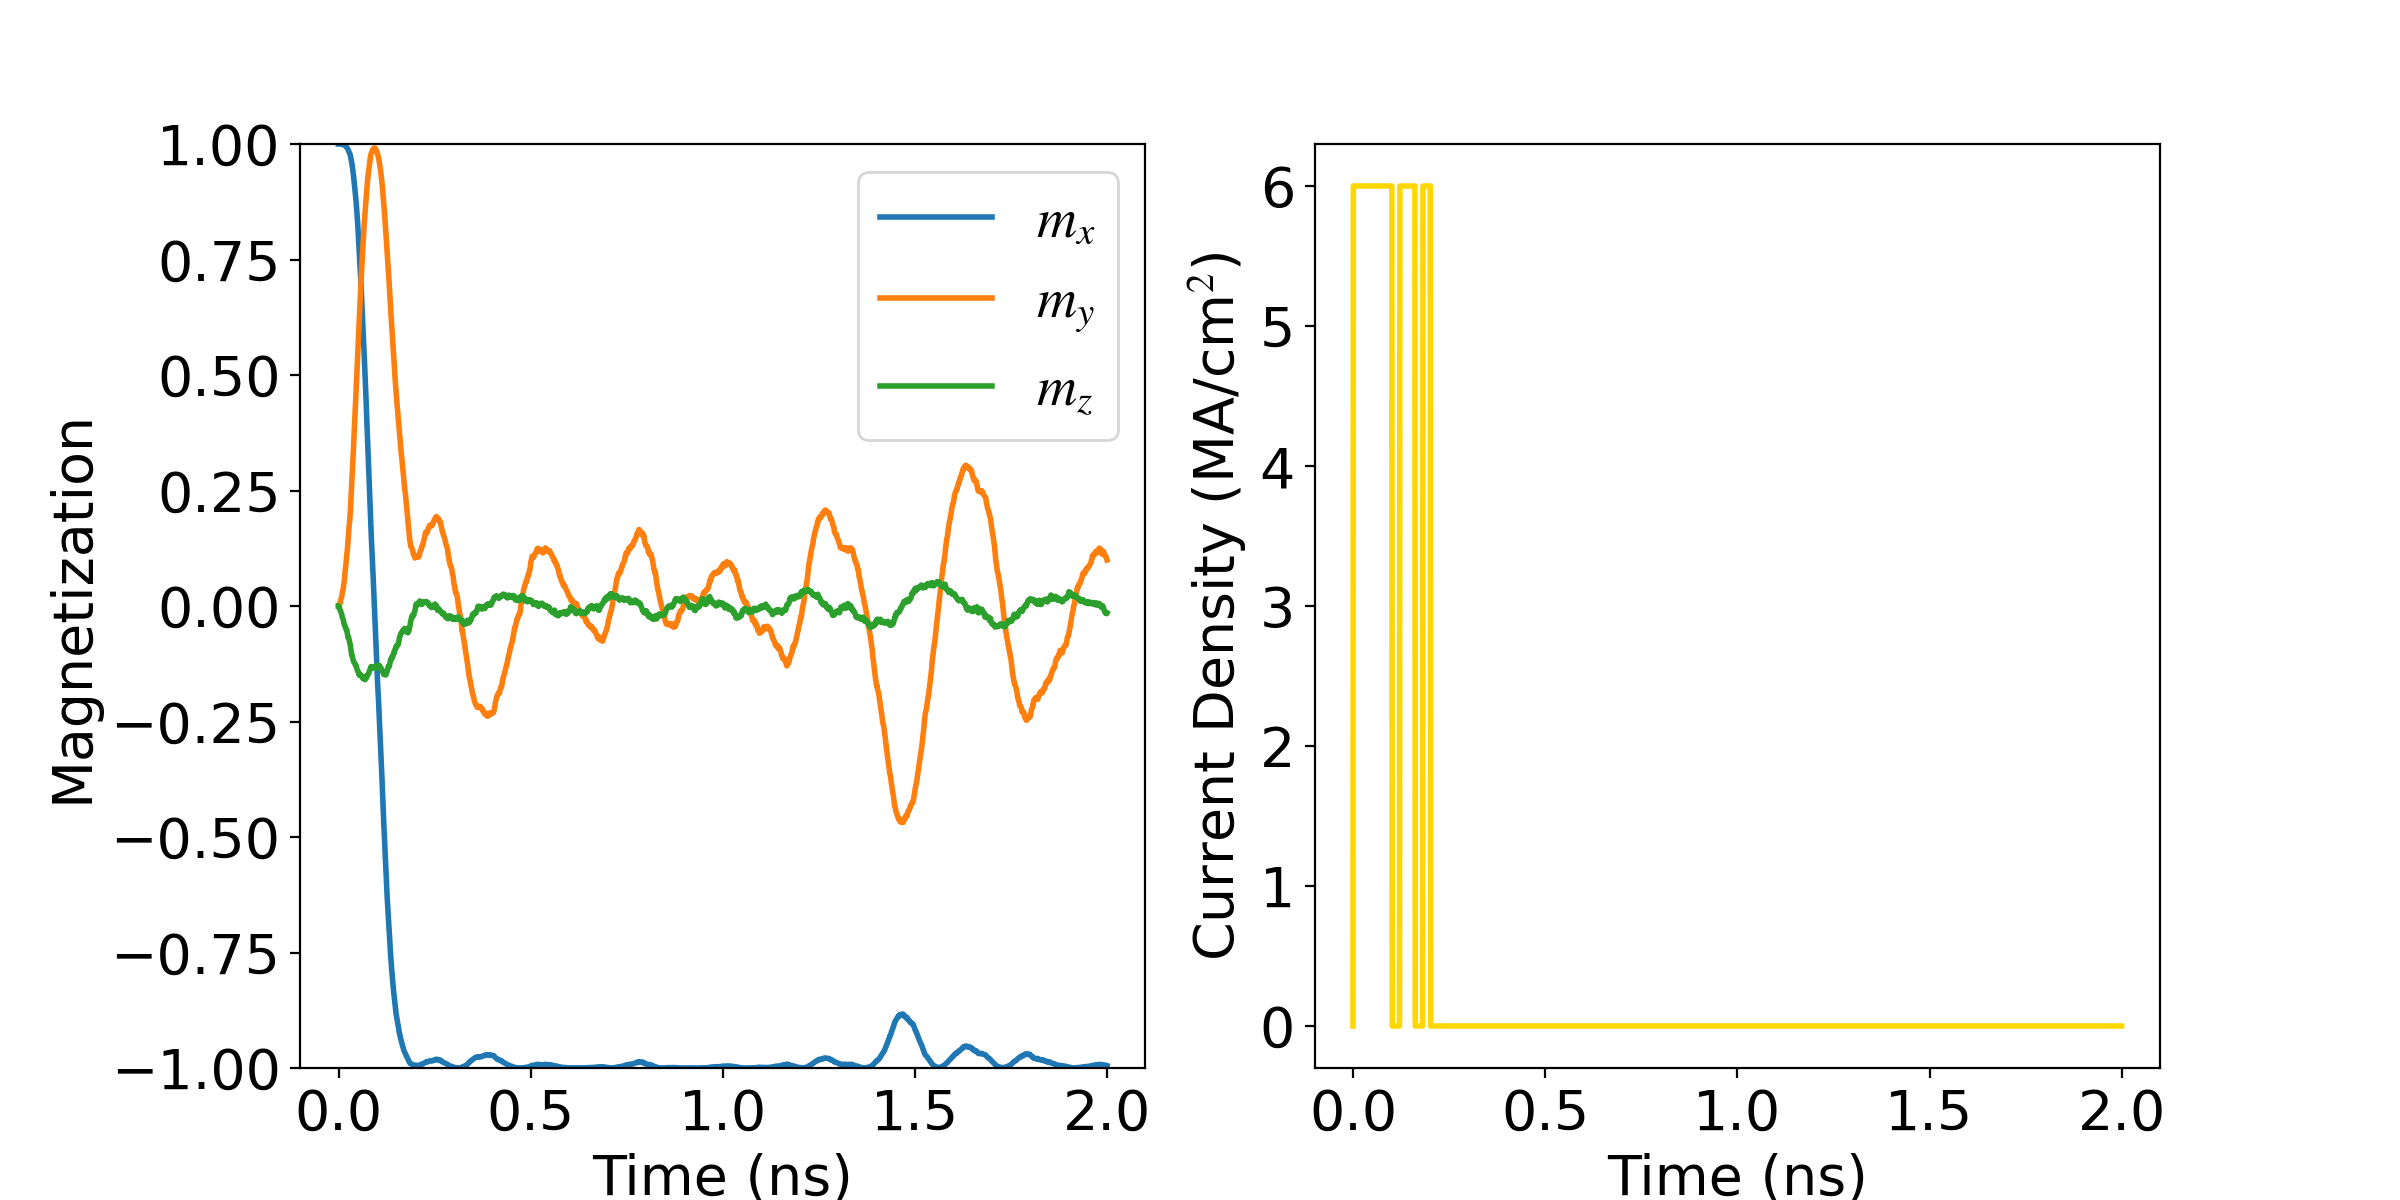 1.00
0.75
0.50
0.25
0.00
−0.25
−0.50
−0.75
−1.00
Magnetization
0.0 0.5 1.0 1.5 2.0
Time (ns)
m_x
m_y
m_z
6
5
4
3
2
1
0
Current Density (MA/cm²)
0.0 0.5 1.0 1.5 2.0
Time (ns)